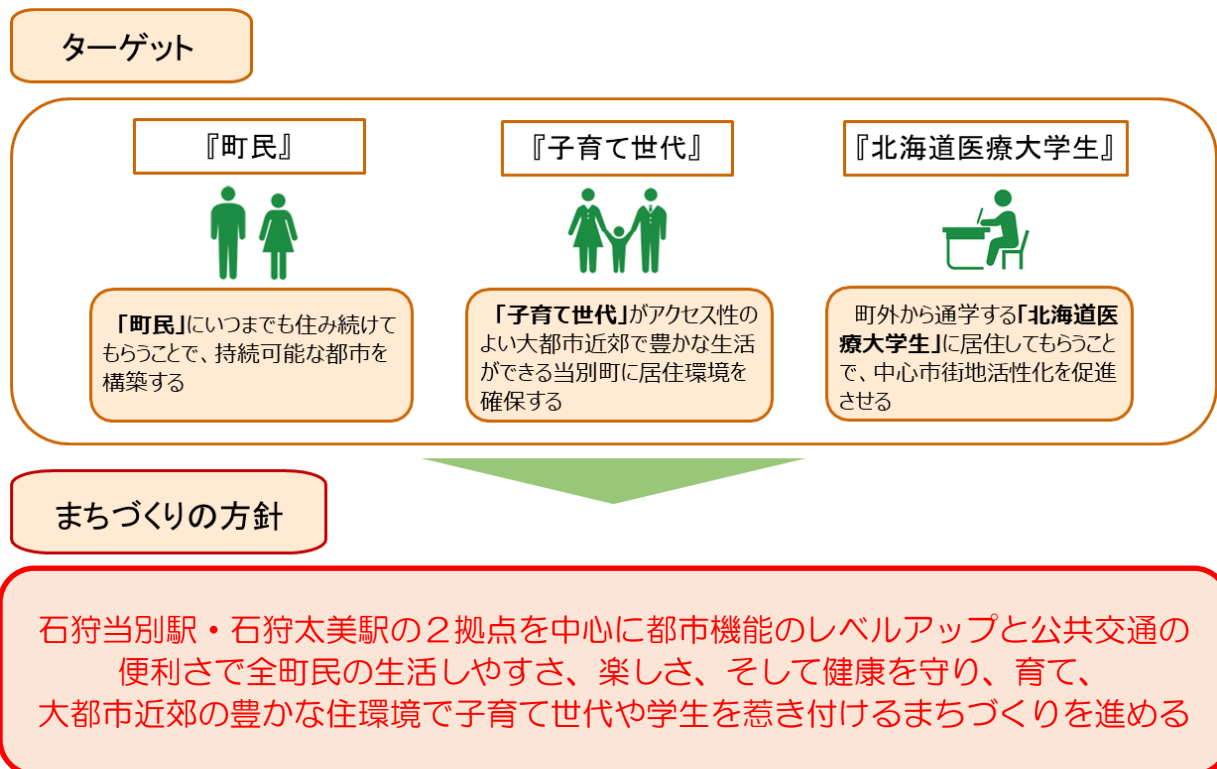 ターゲット
『町民』
「町民」にいつまでも住み続けて
もらうことで、持続可能な都市を
構築する
『子育て世代』
「子育て世代」がアクセス性の
よい大都市近郊で豊かな生活
ができる当別町に居住環境を
確保する
『北海道医療大学生』
町外から通学する「北海道医
療大学生」に居住してもらうこと
で、中心市街地活性化を促進
させる
まちづくりの方針
石狩当別駅・石狩太美駅の２拠点を中心に都市機能のレベルアップと公共交通の
便利さで全町民の生活しやすさ、楽しさ、そして健康を守り、育て、
大都市近郊の豊かな住環境で子育て世代や学生を惹き付けるまちづくりを進める